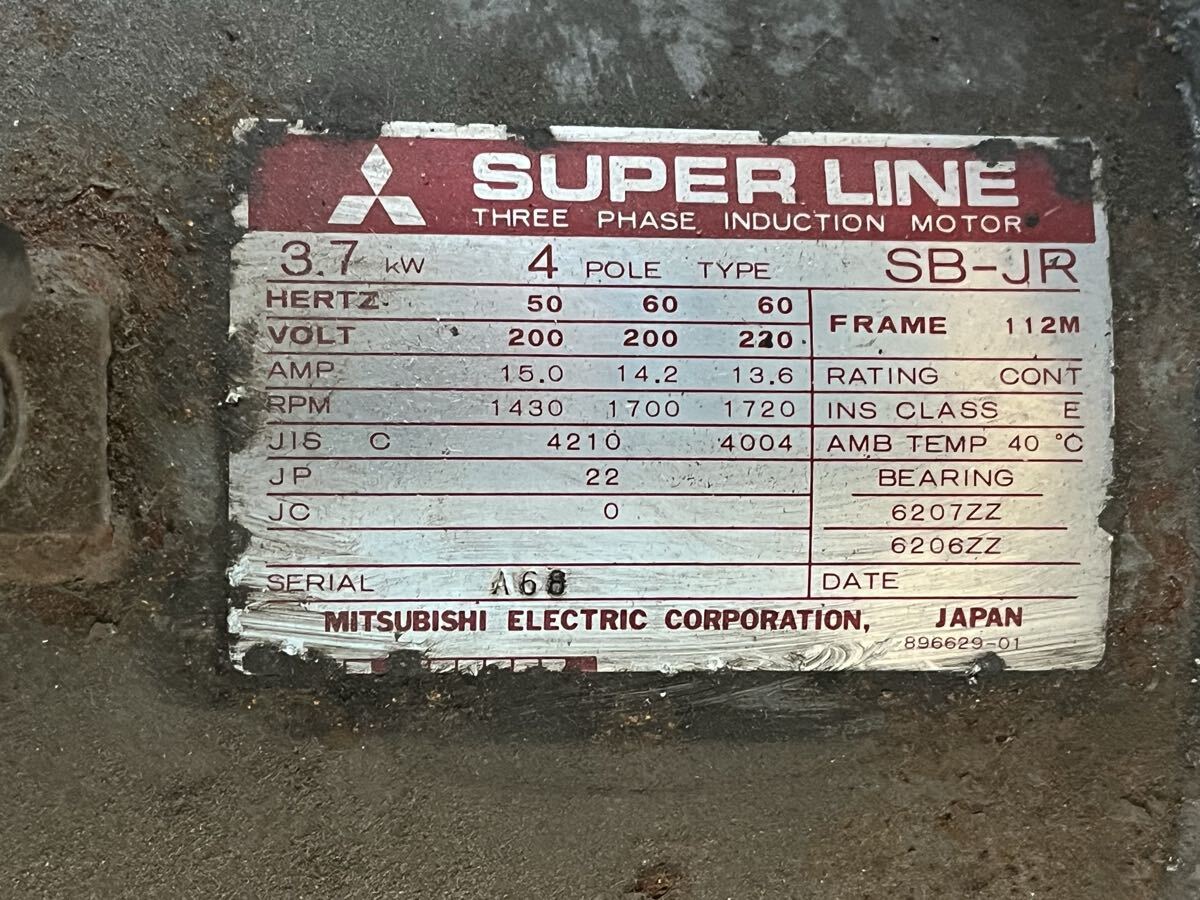 SUPER LINE
THREE PHASE INDUCTION MOTOR
3.7 kW 4 POLE TYPE SB-JR
HERTZ 50 60 60
VOLT 200 200 220
FRAME 112M
AMP 15.0 14.2 13.6
RATING CONT
RPM 1430 1700 1720
INS CLASS E
JIS C 4210 4004
AMB TEMP 40 °C
JP 22
BEARING
JC 0
6207ZZ
6206ZZ
SERIAL A68
DATE
MITSUBISHI ELECTRIC CORPORATION, JAPAN
896629-01